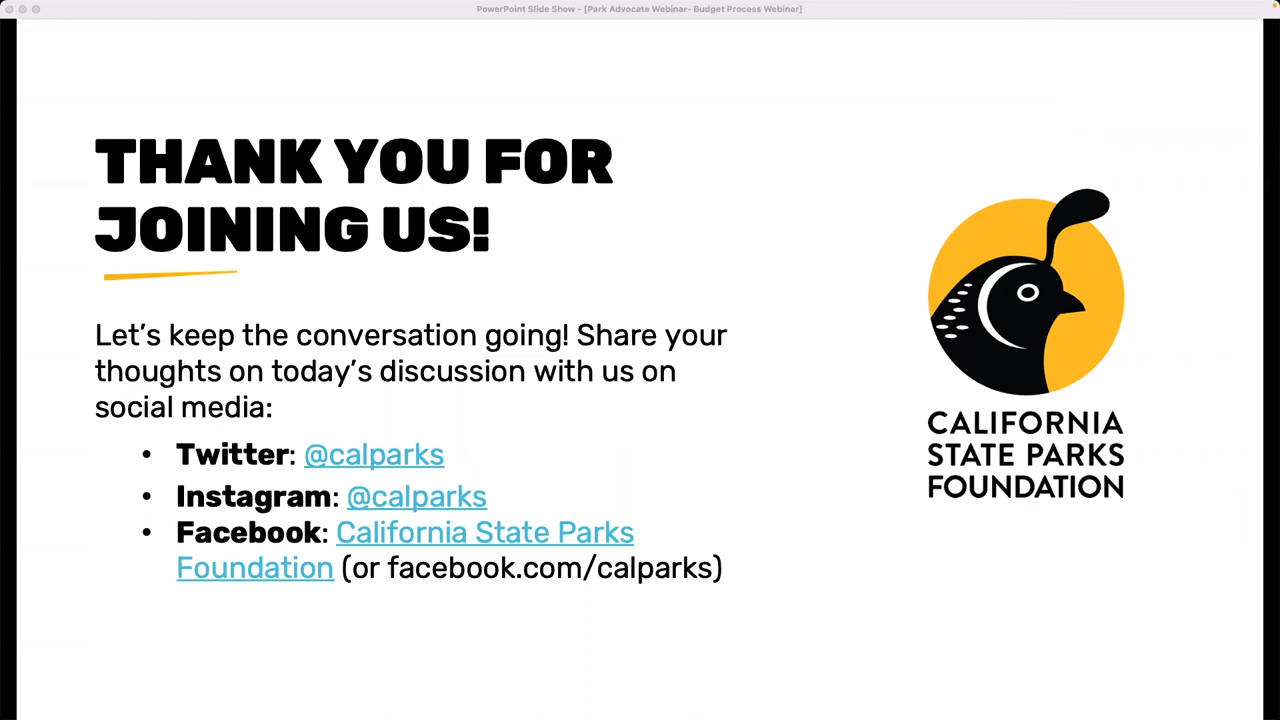 PowerPoint Slide Show - [Park Advocate Webinar- Budget Process Webinar]
THANK YOU FOR
JOINING US!
Let’s keep the conversation going! Share your
thoughts on today’s discussion with us on
social media:
• Twitter: @calparks
• Instagram: @calparks
• Facebook: California State Parks
Foundation (or facebook.com/calparks)
CALIFORNIA
STATE PARKS
FOUNDATION